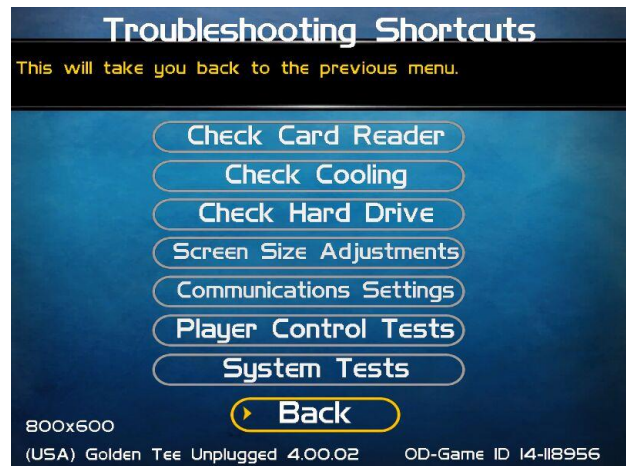 Troubleshooting Shortcuts
This will take you back to the previous menu.
Check Card Reader
Check Cooling
Check Hard Drive
Screen Size Adjustments
Communications Settings
Player Control Tests
System Tests
Back
800x600
(USA) Golden Tee Unplugged 4.00.02 OD-Game ID 14-118956